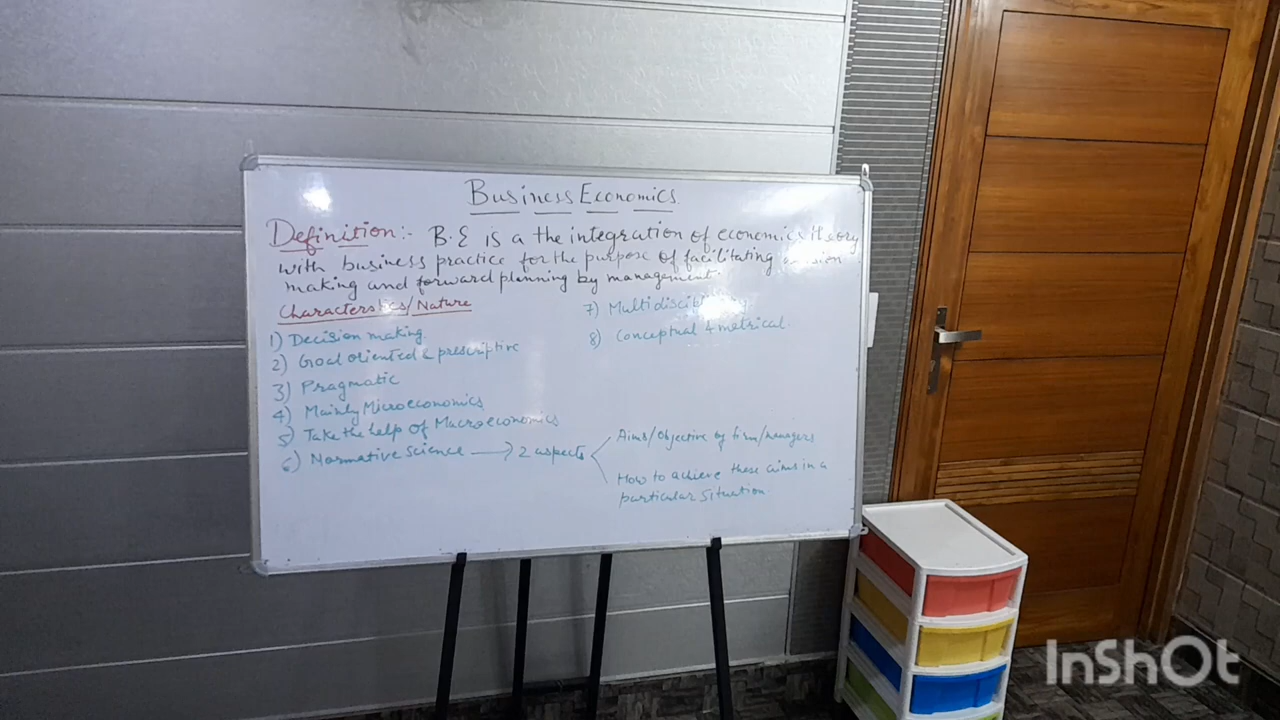 Business Economics
Definition:- B.E is a the integration of economics theory
with business practice for the purpose of facilitating
making and forward planning by management.
Characterstics/Nature
1) Decision making
2) Goal oriented & prescriptive
3) Pragmatic
4) Mainly Microeconomics
5) Take the help of Macroeconomics
6) Normative Science → 2 aspects
Aims/Objective of firm/managers
How to achieve these aims in a
particular situation
7)
8) Conceptual & metrical.
InShOt